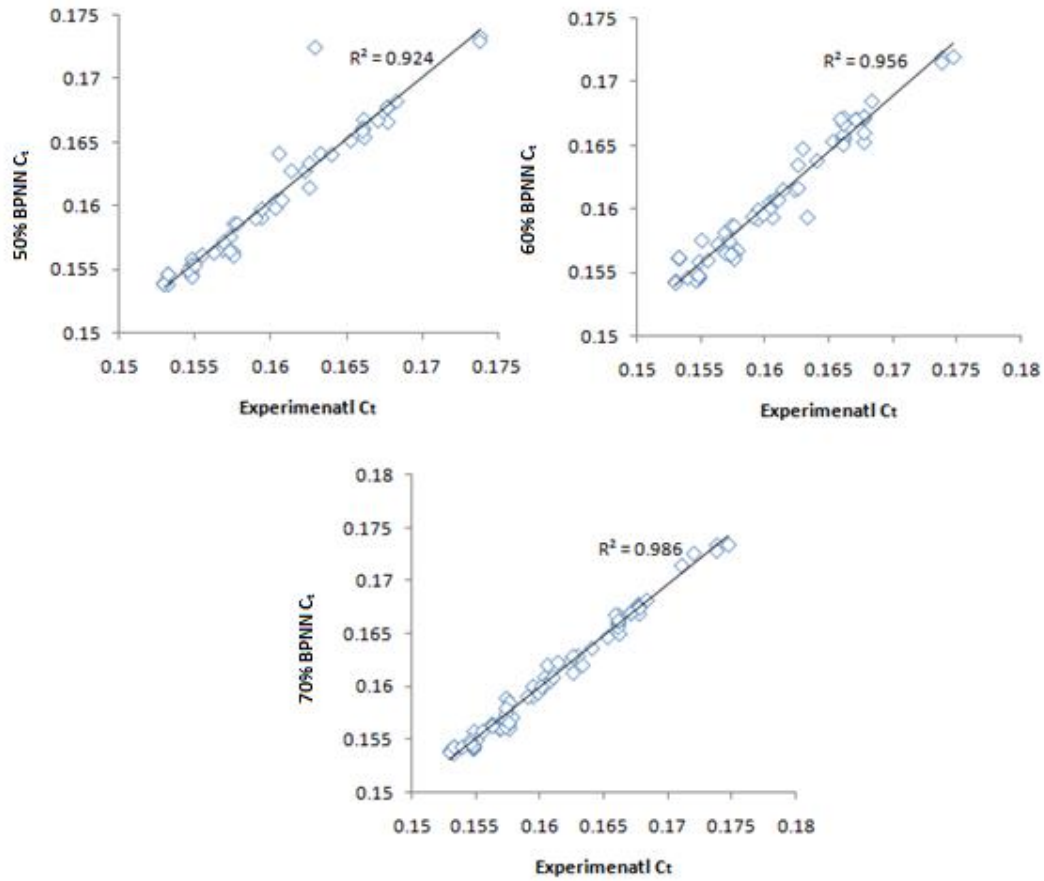 0.175
0.17
0.165
0.16
0.155
0.15
50% BPNN Cₜ
R² = 0.924
0.15 0.155 0.16 0.165 0.17 0.175
Experimenatl Cₜ
0.175
0.17
0.165
0.16
0.155
0.15
60% BPNN Cₜ
R² = 0.956
0.15 0.155 0.16 0.165 0.17 0.175 0.18
Experimenatl Cₜ
0.18
0.175
0.17
0.165
0.16
0.155
0.15
70% BPNN Cₜ
R² = 0.986
0.15 0.155 0.16 0.165 0.17 0.175 0.18
Experimenatl Cₜ